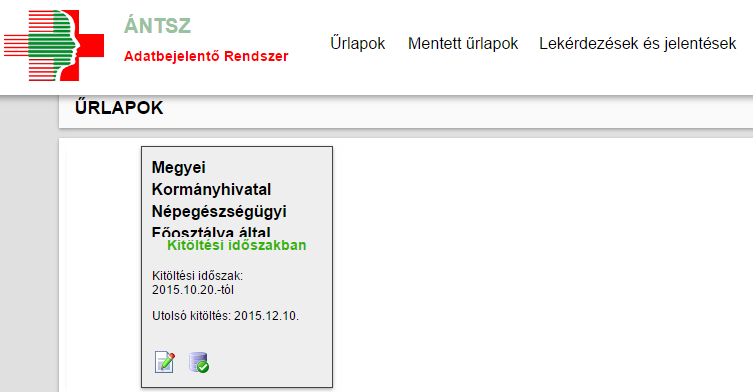 ÁNTSZ
Adatbejelentő Rendszer
Űrlapok Mentett űrlapok Lekérdezések és jelentések
ŰRLAPOK
Megyei
Kormányhivatal
Népegészségügyi
Főosztálya által
Kitöltési időszakban
Kitöltési időszak:
2015.10.20.-tól
Utolsó kitöltés: 2015.12.10.